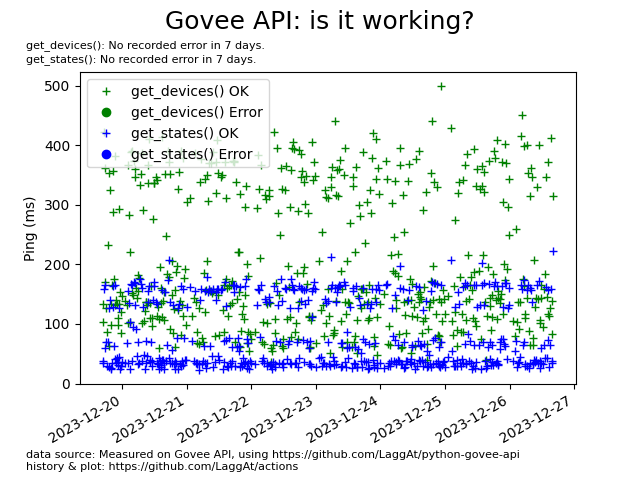 Govee API: is it working?
get_devices(): No recorded error in 7 days.
get_states(): No recorded error in 7 days.
get_devices() OK
get_devices() Error
get_states() OK
get_states() Error
Ping (ms)
500
400
300
200
100
0
2023-12-20
2023-12-21
2023-12-22
2023-12-23
2023-12-24
2023-12-25
2023-12-26
2023-12-27
data source: Measured on Govee API, using https://github.com/LaggAt/python-govee-api
history & plot: https://github.com/LaggAt/actions